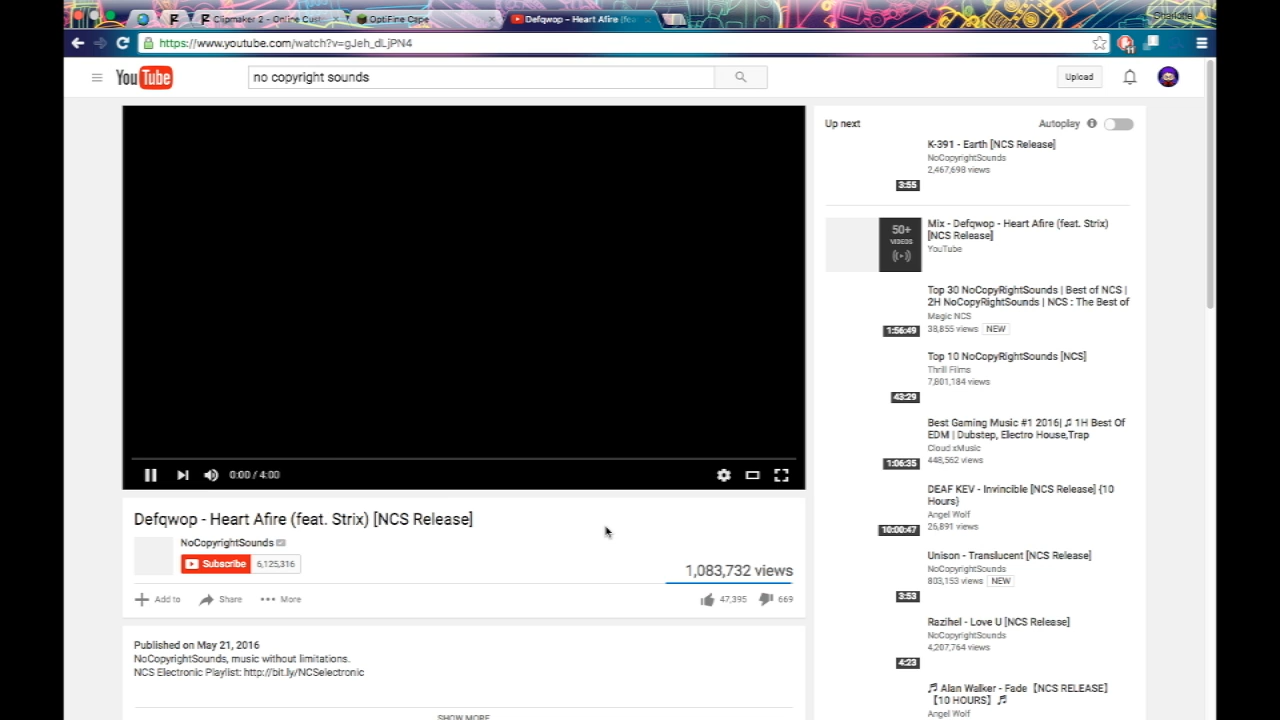 Clipmaker 2 - Online Cust
OptiFine Cape
Defqwop - Heart Afire (fea
https://www.youtube.com/watch?v=gJeh_dLjPN4
11
YouTube
no copyright sounds
Upload
Up next
Autoplay
K-391 - Earth [NCS Release]
NoCopyrightSounds
2,467,698 views
3:55
50+
VIDEOS
Mix - Defqwop - Heart Afire (feat. Strix)
[NCS Release]
YouTube
Top 30 NoCopyRightSounds | Best of NCS |
2H NoCopyRightSounds | NCS : The Best of
Magic NCS
38,855 views NEW
1:56:49
Top 10 NoCopyRightSounds [NCS]
Thrill Films
7,801,184 views
43:29
Best Gaming Music #1 2016| ♫ 1H Best Of
EDM | Dubstep, Electro House,Trap
Cloud xMusic
448,562 views
1:06:35
DEAF KEV - Invincible [NCS Release] {10
Hours}
Angel Wolf
26,891 views
10:00:47
Unison - Translucent [NCS Release]
NoCopyrightSounds
803,153 views NEW
3:53
Razihel - Love U [NCS Release]
NoCopyrightSounds
4,207,764 views
4:23
♬ Alan Walker - Fade【NCS RELEASE】
【10 HOURS】♬
Angel Wolf
0:00 / 4:00
Defqwop - Heart Afire (feat. Strix) [NCS Release]
NoCopyrightSounds
Subscribe 6,125,316
1,083,732 views
Add to Share More
47,395 669
Published on May 21, 2016
NoCopyrightSounds, music without limitations.
NCS Electronic Playlist: http://bit.ly/NCSelectronic
SHOW MORE